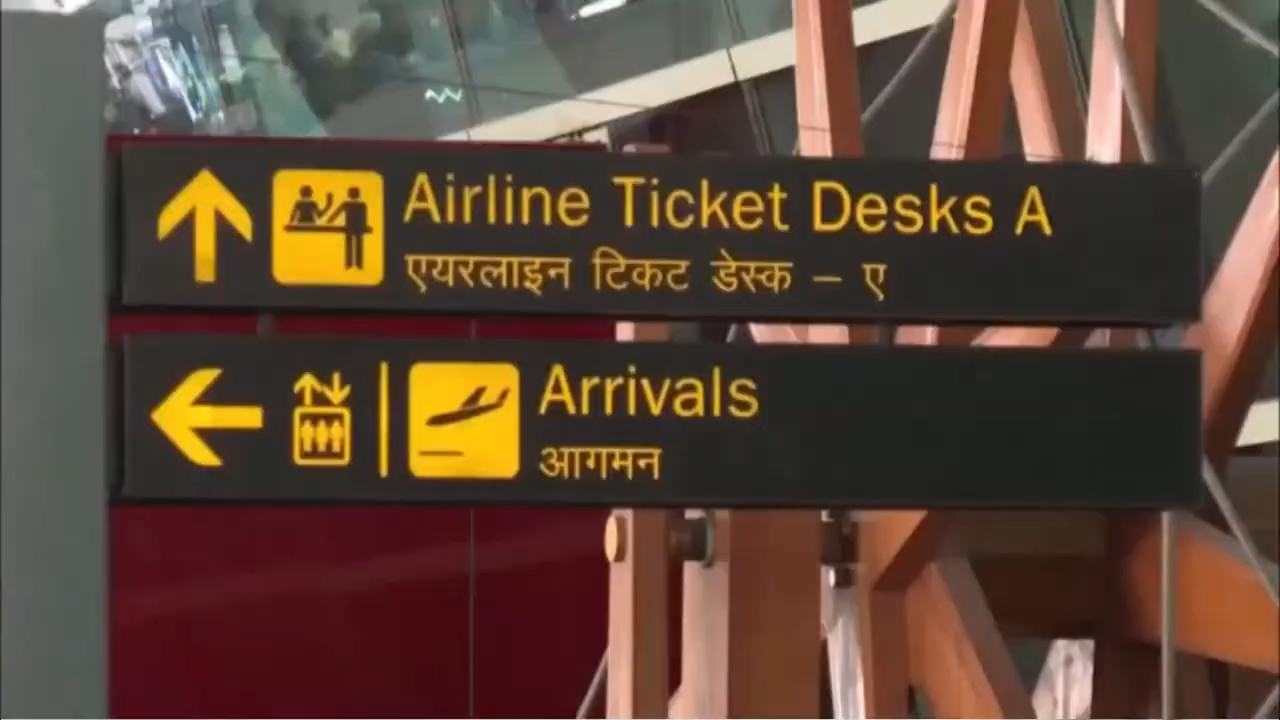 Airline Ticket Desks A
एयरलाइन टिकट डेस्क – ए
Arrivals
आगमन